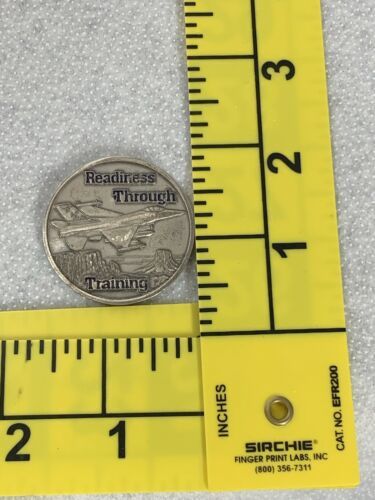 Readiness
Through
Training
3
2
1
2
1
INCHES
CAT. NO. EFR200
SIRCHIE®
FINGER PRINT LABS, INC
(800) 356-7311